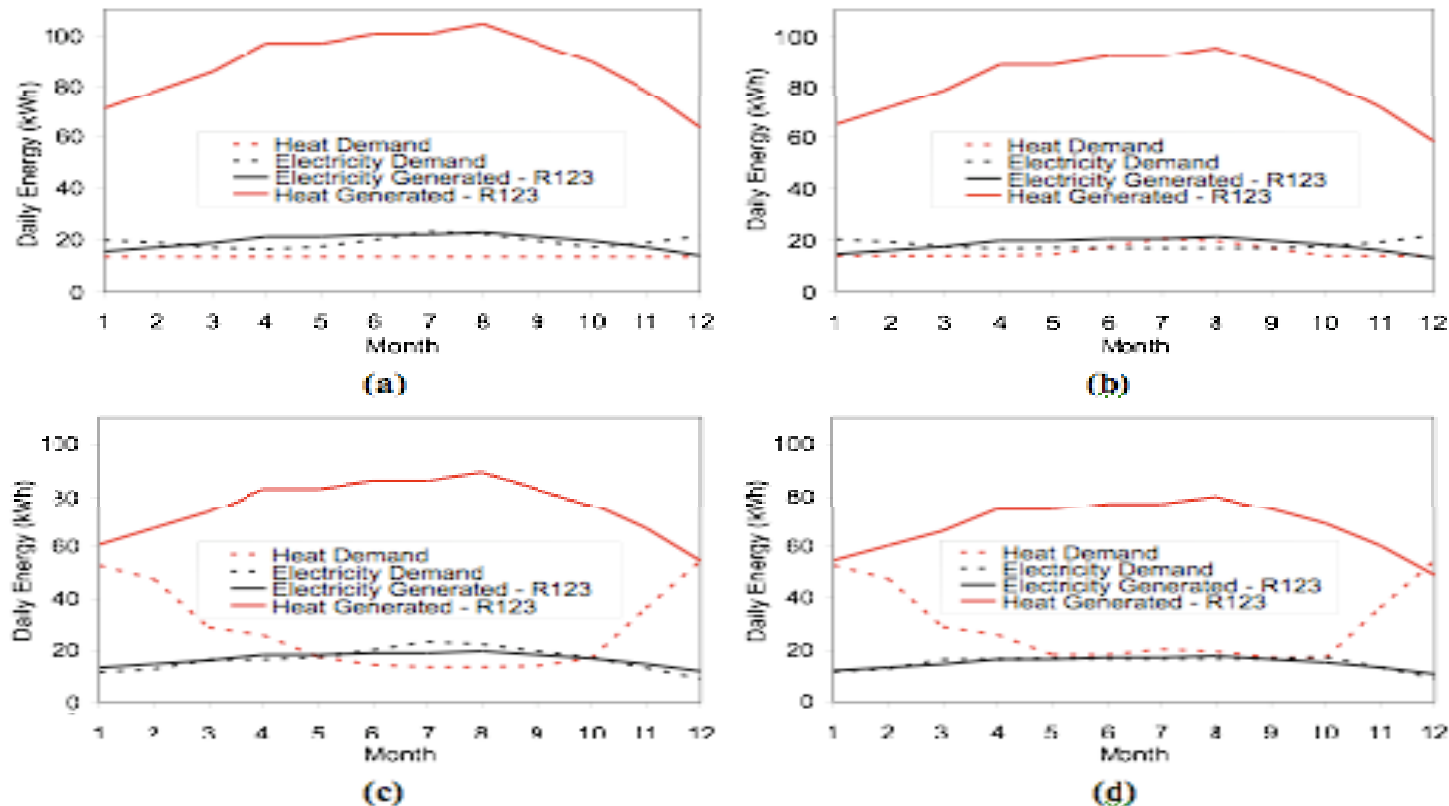 100
80
60
40
20
0
Daily Energy (kWh)
Heat Demand
Electricity Demand
Electricity Generated - R123
Heat Generated - R123
1 2 3 4 5 6 7 8 9 10 11 12
Month
(a)
100
80
60
40
20
0
Daily Energy (kWh)
Heat Demand
Electricity Demand
Electricity Generated - R123
Heat Generated - R123
1 2 3 4 5 6 7 8 9 10 11 12
Month
(b)
100
80
60
40
20
0
Daily Energy (kWh)
Heat Demand
Electricity Demand
Electricity Generated - R123
Heat Generated - R123
1 2 3 4 5 6 7 8 9 10 11 12
Month
(c)
100
80
60
40
20
0
Daily Energy (kWh)
Heat Demand
Electricity Demand
Electricity Generated - R123
Heat Generated - R123
1 2 3 4 5 6 7 8 9 10 11 12
Month
(d)